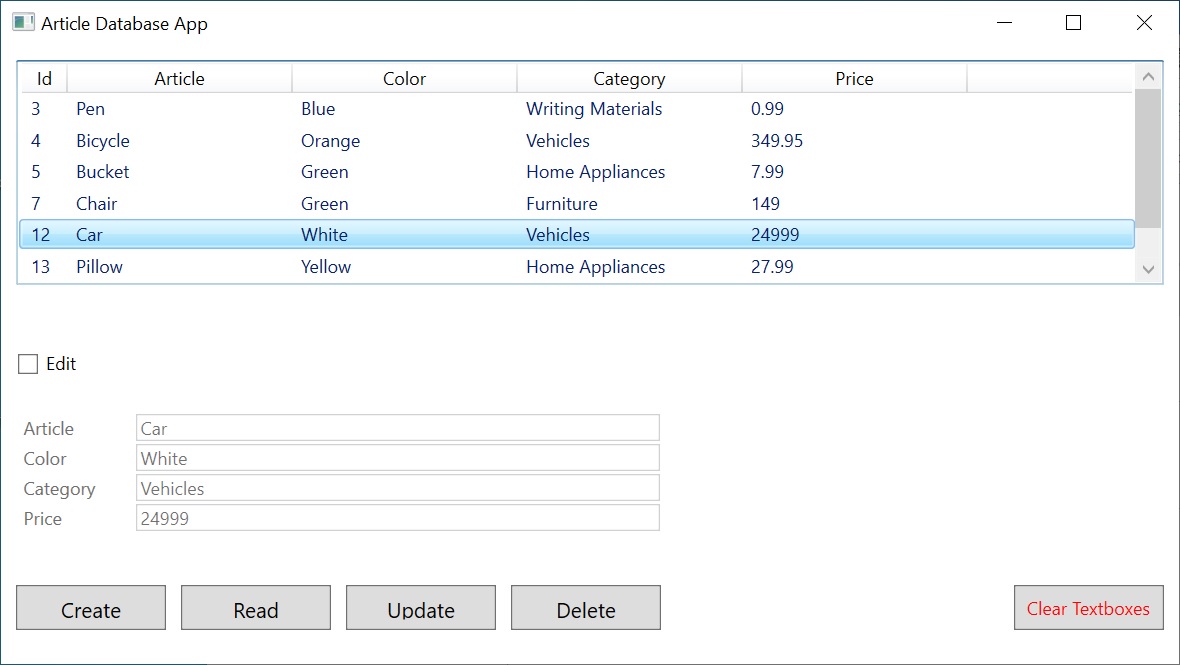 Article Database App
Id Article Color Category Price
3 Pen Blue Writing Materials 0.99
4 Bicycle Orange Vehicles 349.95
5 Bucket Green Home Appliances 7.99
7 Chair Green Furniture 149
12 Car White Vehicles 24999
13 Pillow Yellow Home Appliances 27.99
Edit
Article Car
Color White
Category Vehicles
Price 24999
Create Read Update Delete Clear Textboxes